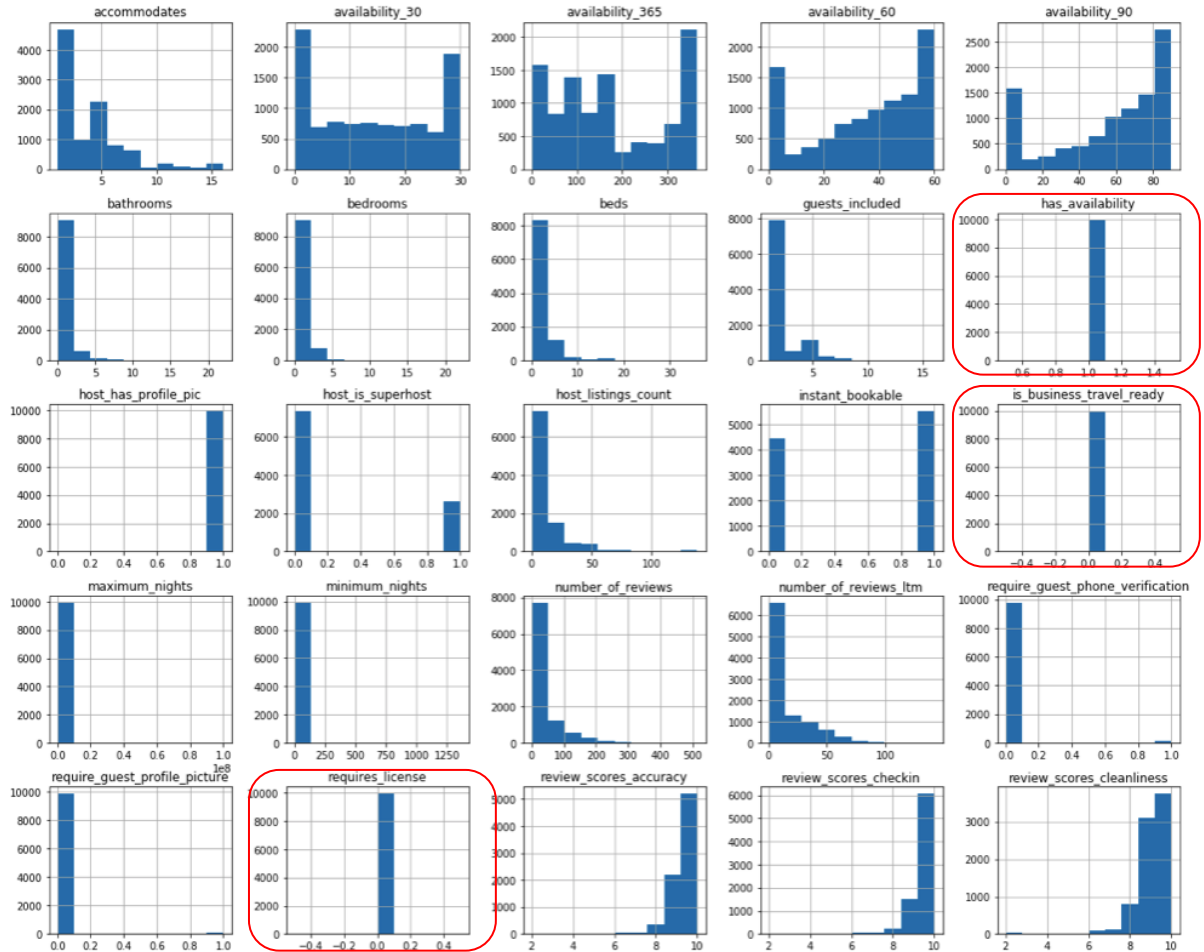 accommodates availability_30 availability_365 availability_60 availability_90
4000 2000 2000 2000 2500
3000 1500 1500 1500 2000
2000 1000 1000 1000 1500
1000 500 500 500 1000
0 0 0 0 500
0
5 10 15 0 10 20 30 0 100 200 300 0 20 40 60 0 20 40 60 80
bathrooms bedrooms beds guests_included has_availability
8000 8000 8000 8000 10000
6000 6000 6000 6000 8000
4000 4000 4000 4000 6000
2000 2000 2000 2000 4000
0 0 0 0 2000
0
0 5 10 15 20 0 5 10 15 20 0 10 20 30 5 10 15 0.6 0.8 1.0 1.2 1.4
host_has_profile_pic host_is_superhost host_listings_count instant_bookable is_business_travel_ready
10000 6000 6000 5000 10000
8000 4000 4000 4000 8000
6000 2000 2000 3000 6000
4000 0 0 2000 4000
2000 1000 2000
0 0 0
0.0 0.2 0.4 0.6 0.8 1.0 0.0 0.2 0.4 0.6 0.8 1.0 0 50 100 0.0 0.2 0.4 0.6 0.8 1.0 −0.4 −0.2 0.0 0.2 0.4
maximum_nights minimum_nights number_of_reviews number_of_reviews_ltm require_guest_phone_verification
10000 10000 8000 6000 10000
8000 8000 6000 5000 8000
6000 6000 4000 4000 6000
4000 4000 2000 3000 4000
2000 2000 0 2000 2000
0 0 1000 0
0
0.0 0.2 0.4 0.6 0.8 1.0 0 250 500 750 1000 1250 0 100 200 300 400 500 0 50 100 150 0.0 0.2 0.4 0.6 0.8 1.0
1e8
require_guest_profile_picture requires_license review_scores_accuracy review_scores_checkin review_scores_cleanliness
10000 10000 5000 6000 3000
8000 8000 4000 5000 2000
6000 6000 3000 4000 1000
4000 4000 2000 3000 0
2000 2000 1000 2000
0 0 0 1000
0
0.0 0.2 0.4 0.6 0.8 1.0 −0.4 −0.2 0.0 0.2 0.4 2 4 6 8 10 2 4 6 8 10 2 4 6 8 10